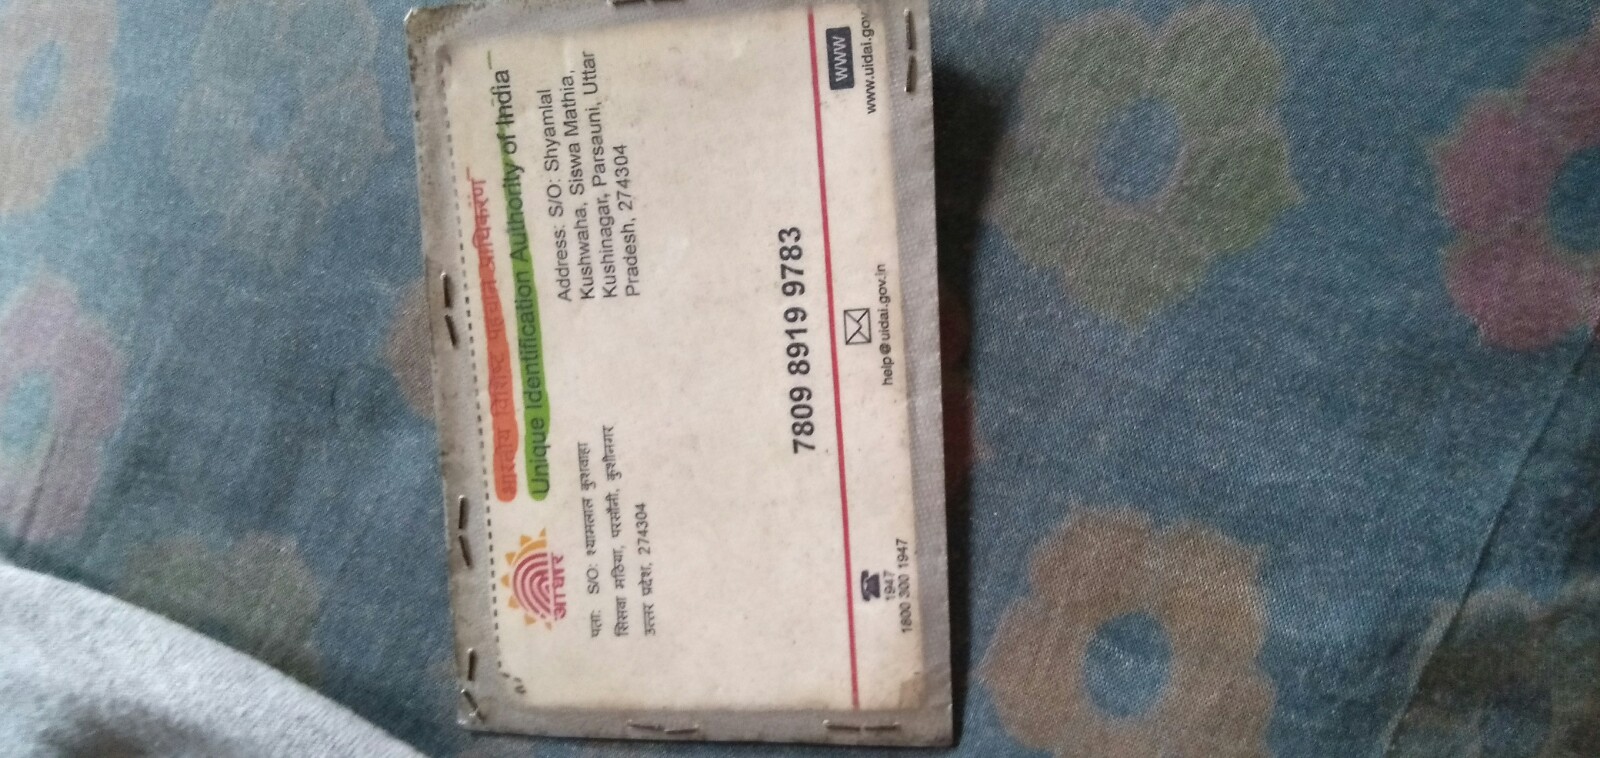 भारतीय विशिष्ट पहचान आधिकरण
Unique Identification Authority of India
आधार
पता: S/O: श्यामलाल कुशवाहा
सिसवा मठिया, परसौनी, कुशीनगर
उत्तर प्रदेश, 274304
Address: S/O: Shyamlal
Kushwaha, Siswa Mathia,
Kushinagar, Parsauni, Uttar
Pradesh, 274304
7809 8919 9783
1947
1800 300 1947
help@uidai.gov.in
WWW
www.uidai.gov